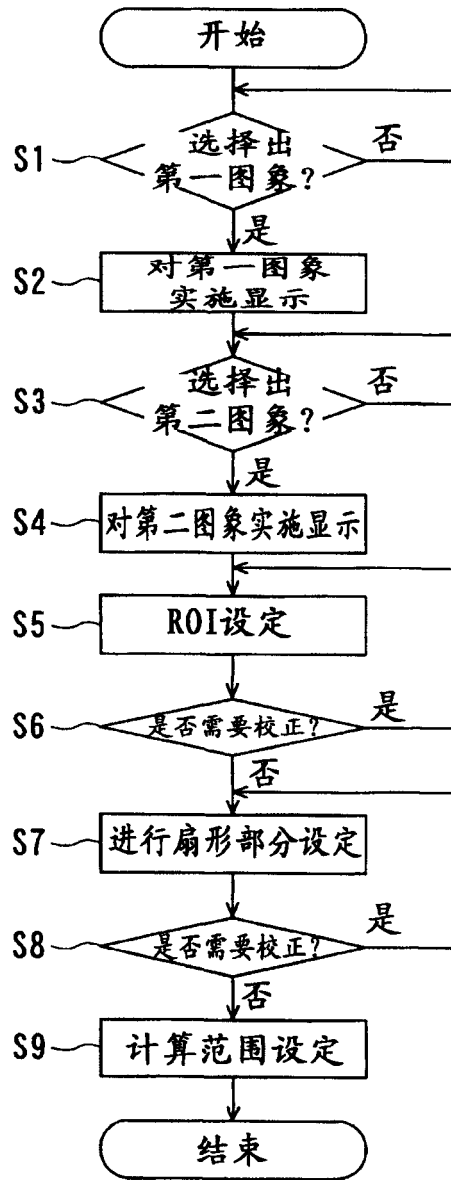 开始
S1
选择出
第一图象?
否
是
S2
对第一图象
实施显示
S3
选择出
第二图象?
否
是
S4
对第二图象实施显示
S5
ROI设定
S6
是否需要校正?
是
否
S7
进行扇形部分设定
S8
是否需要校正?
是
否
S9
计算范围设定
结束